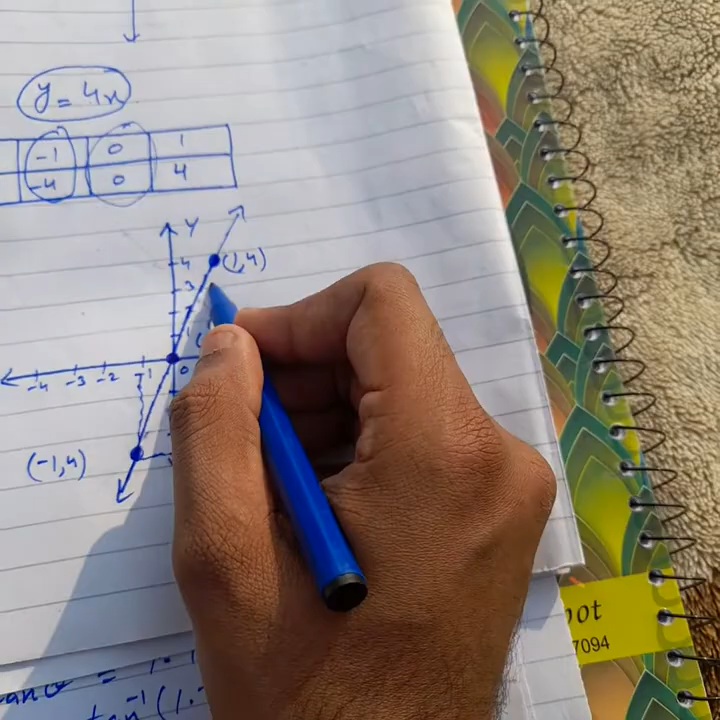 y = 4x
-1 0 1
-4 0 4
Y
(1,4)
4
3
1
-4 -3 -2 -1 0
(-1,4)
7094